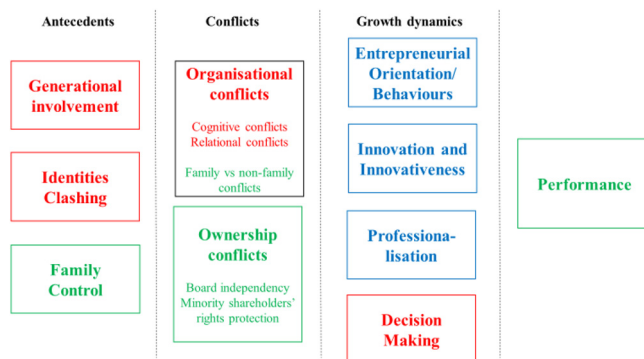 Antecedents
Generational
involvement
Identities
Clashing
Family
Control
Conflicts
Organisational
conflicts
Cognitive conflicts
Relational conflicts
Family vs non-family
conflicts
Ownership
conflicts
Board independency
Minority shareholders'
rights protection
Growth dynamics
Entrepreneurial
Orientation/
Behaviours
Innovation and
Innovativeness
Professiona-
lisation
Decision
Making
Performance